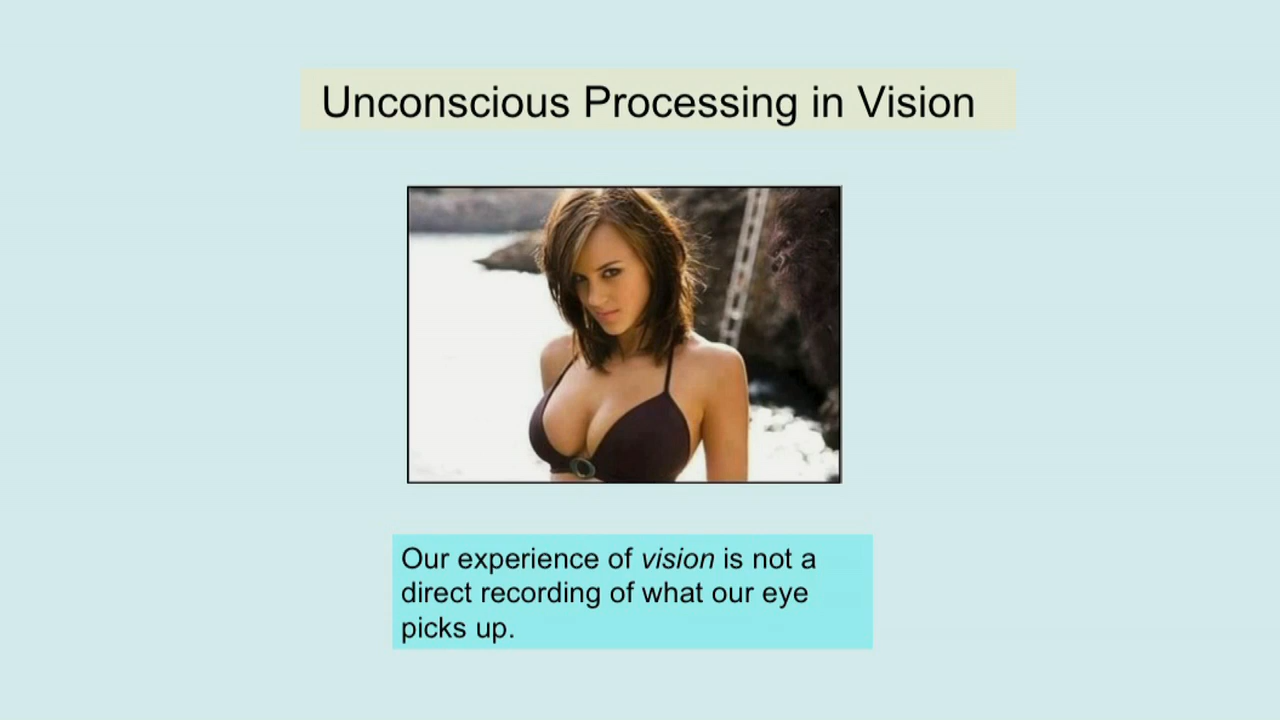 Unconscious Processing in Vision
Our experience of vision is not a
direct recording of what our eye
picks up.